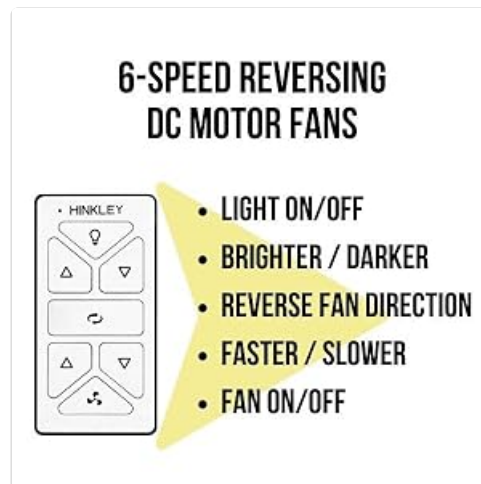 6-SPEED REVERSING
DC MOTOR FANS
HINKLEY
• LIGHT ON/OFF
• BRIGHTER / DARKER
• REVERSE FAN DIRECTION
• FASTER / SLOWER
• FAN ON/OFF